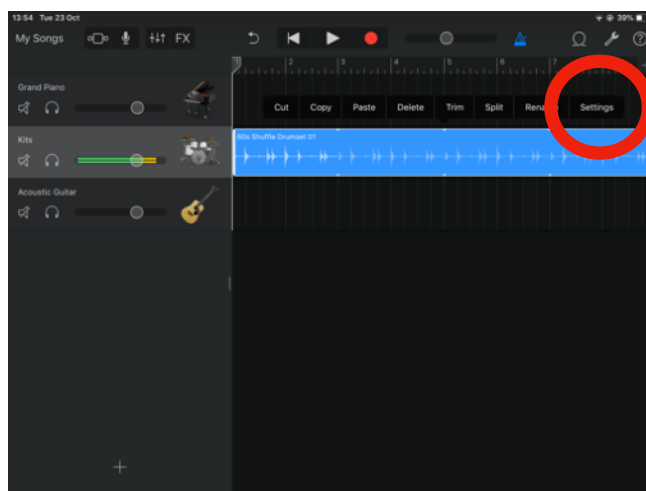 13:54 Tue 23 Oct 39%
My Songs FX
1 2 3 4 5 6 7
Grand Piano
Cut Copy Paste Delete Trim Split Settings
Kits
60s Shuffle Drumset 01
Acoustic Guitar